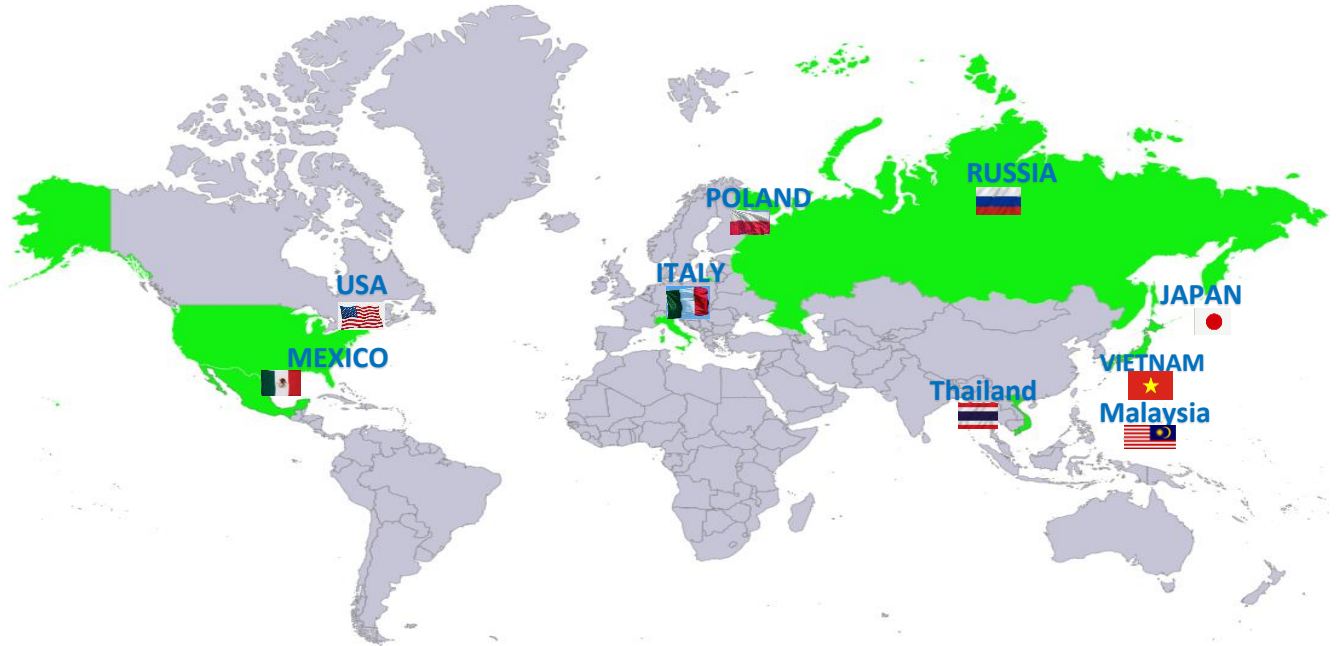 RUSSIA
POLAND
ITALY
USA
JAPAN
MEXICO
VIETNAM
Thailand
Malaysia